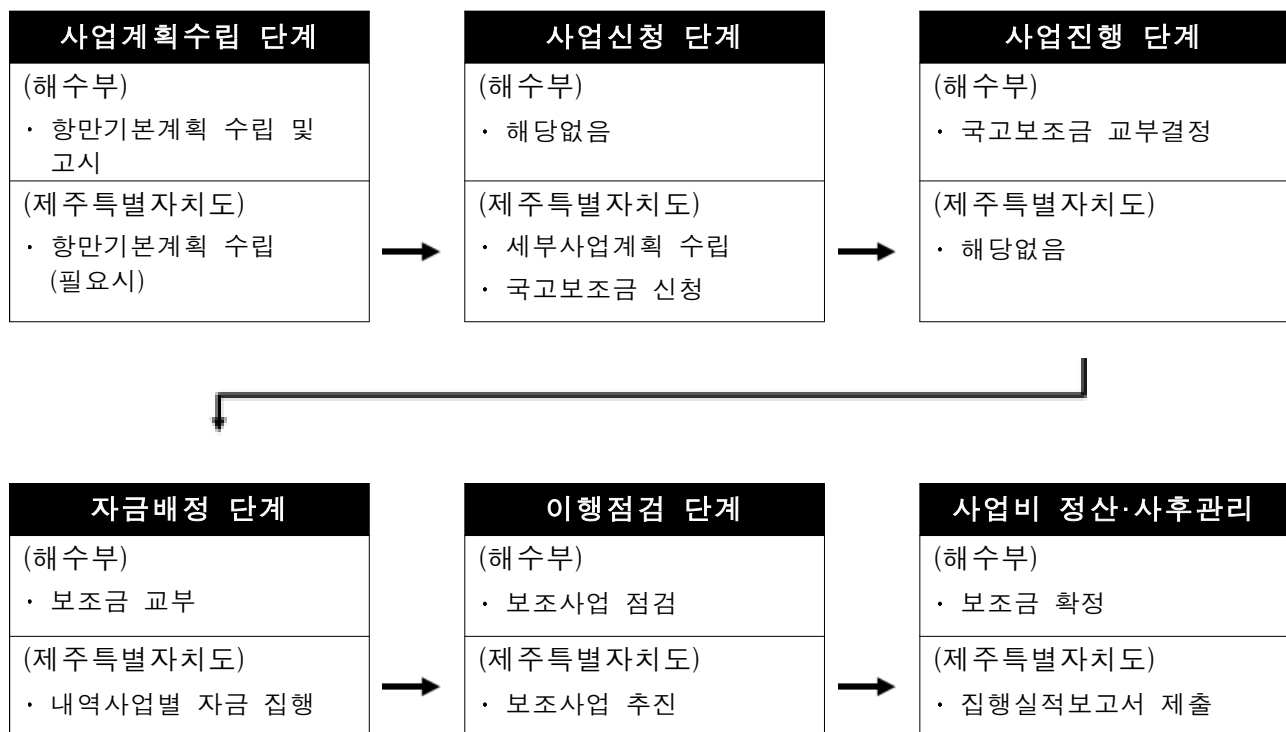 사업계획수립 단계
(해수부)
· 항만기본계획 수립 및
고시
(제주특별자치도)
· 항만기본계획 수립
(필요시)
사업신청 단계
(해수부)
· 해당없음
(제주특별자치도)
· 세부사업계획 수립
· 국고보조금 신청
사업진행 단계
(해수부)
· 국고보조금 교부결정
(제주특별자치도)
· 해당없음
자금배정 단계
(해수부)
· 보조금 교부
(제주특별자치도)
· 내역사업별 자금 집행
이행점검 단계
(해수부)
· 보조사업 점검
(제주특별자치도)
· 보조사업 추진
사업비 정산·사후관리
(해수부)
· 보조금 확정
(제주특별자치도)
· 집행실적보고서 제출